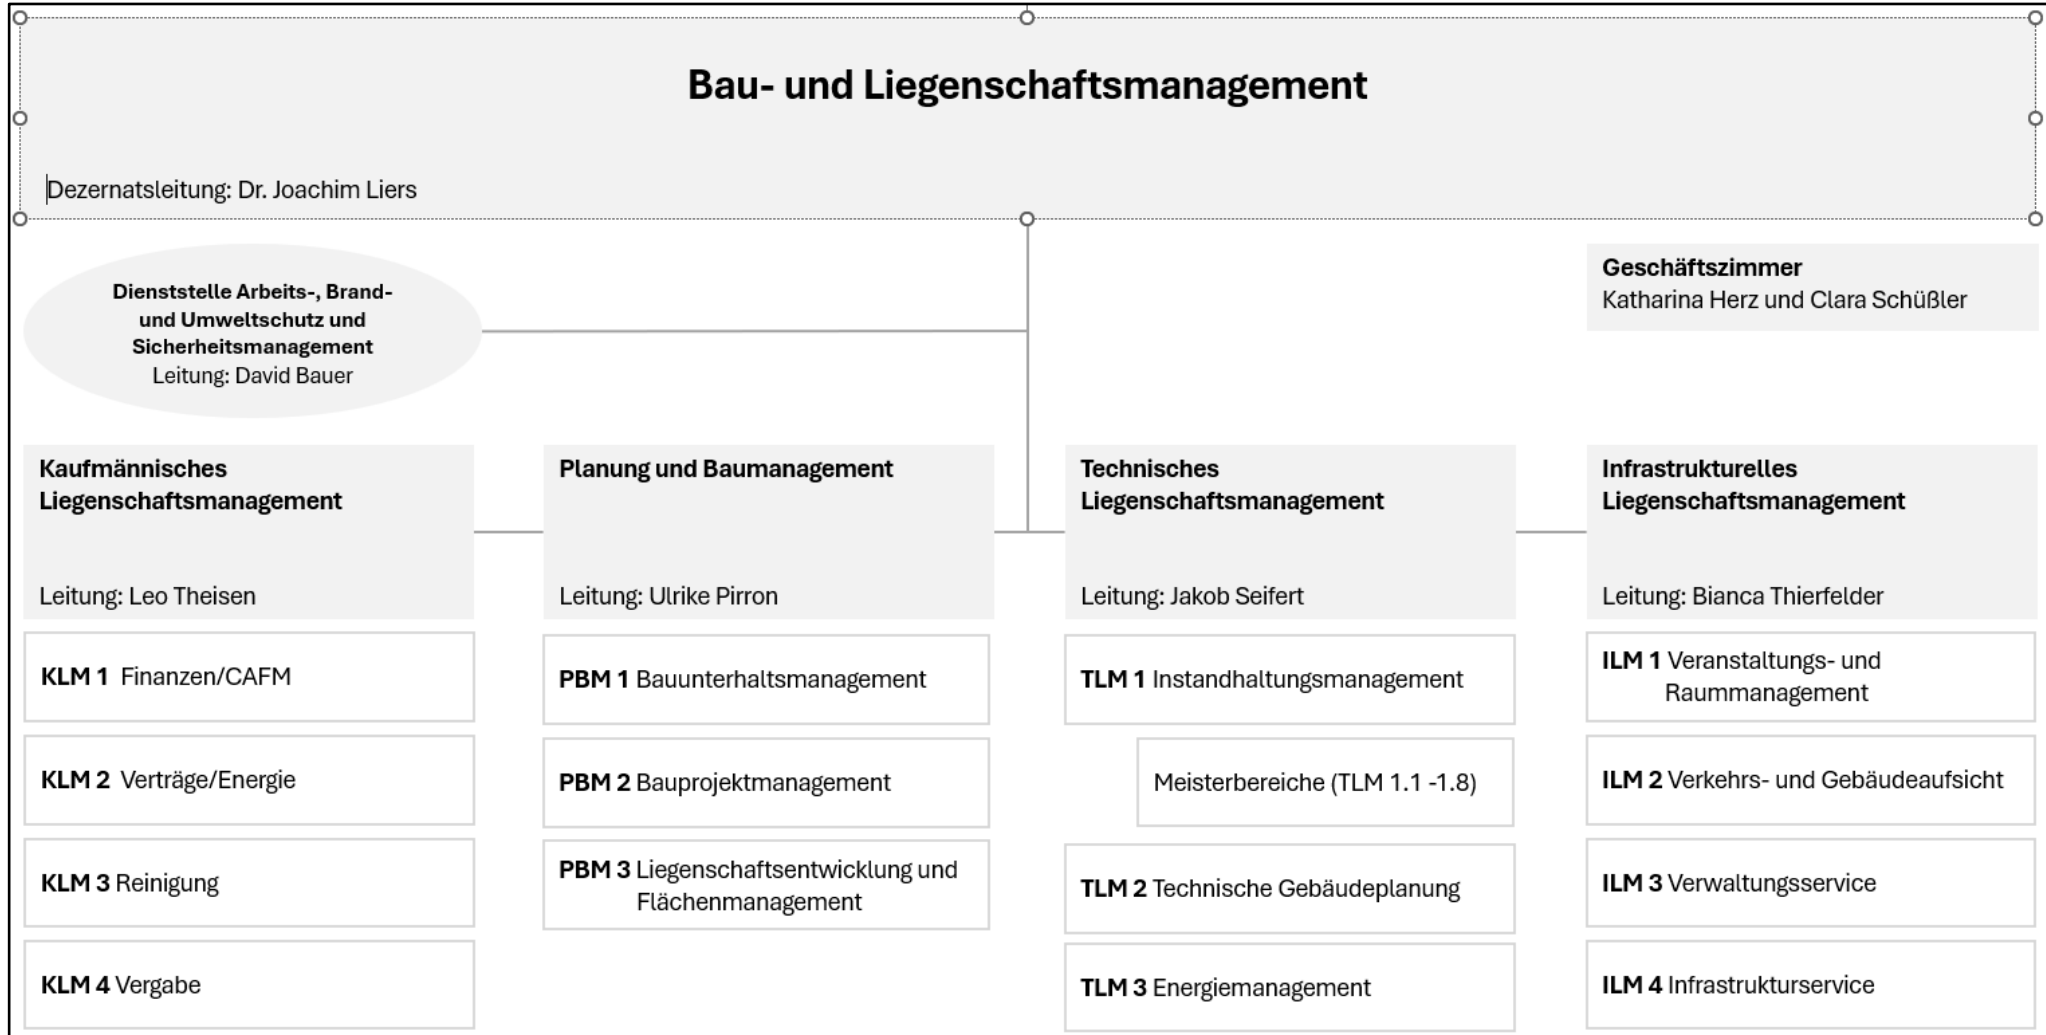 Bau- und Liegenschaftsmanagement
Dezernatsleitung: Dr. Joachim Liers
Dienststelle Arbeits-, Brand-
und Umweltschutz und
Sicherheitsmanagement
Leitung: David Bauer
Geschäftszimmer
Katharina Herz und Clara Schüßler
Kaufmännisches
Liegenschaftsmanagement
Leitung: Leo Theisen
KLM 1 Finanzen/CAFM
KLM 2 Verträge/Energie
KLM 3 Reinigung
KLM 4 Vergabe
Planung und Baumanagement
Leitung: Ulrike Pirron
PBM 1 Bauunterhaltsmanagement
PBM 2 Bauprojektmanagement
PBM 3 Liegenschaftsentwicklung und
Flächenmanagement
Technisches
Liegenschaftsmanagement
Leitung: Jakob Seifert
TLM 1 Instandhaltungsmanagement
Meisterbereiche (TLM 1.1 -1.8)
TLM 2 Technische Gebäudeplanung
TLM 3 Energiemanagement
Infrastrukturelles
Liegenschaftsmanagement
Leitung: Bianca Thierfelder
ILM 1 Veranstaltungs- und
Raummanagement
ILM 2 Verkehrs- und Gebäudeaufsicht
ILM 3 Verwaltungsservice
ILM 4 Infrastrukturservice